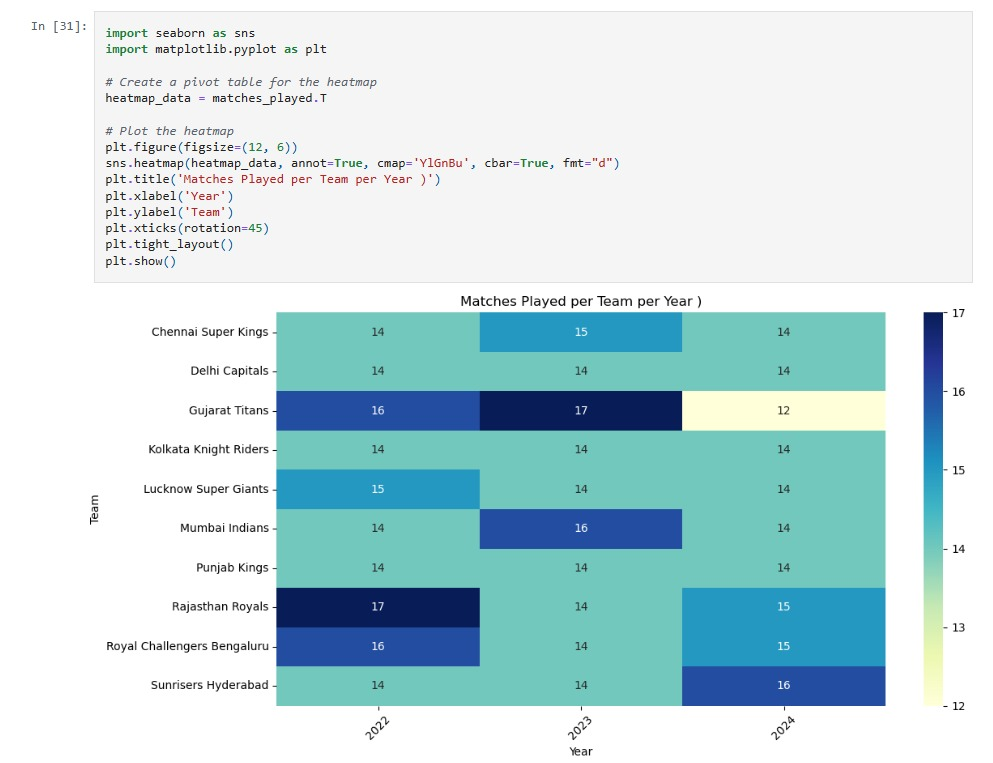 In [31]:
import seaborn as sns
import matplotlib.pyplot as plt
# Create a pivot table for the heatmap
heatmap_data = matches_played.T
# Plot the heatmap
plt.figure(figsize=(12, 6))
sns.heatmap(heatmap_data, annot=True, cmap='YlGnBu', cbar=True, fmt="d")
plt.title('Matches Played per Team per Year )')
plt.xlabel('Year')
plt.ylabel('Team')
plt.xticks(rotation=45)
plt.tight_layout()
plt.show()
Matches Played per Team per Year )
Team
Chennai Super Kings 14 15 14
Delhi Capitals 14 14 14
Gujarat Titans 16 17 12
Kolkata Knight Riders 14 14 14
Lucknow Super Giants 15 14 14
Mumbai Indians 14 16 14
Punjab Kings 14 14 14
Rajasthan Royals 17 14 15
Royal Challengers Bengaluru 16 14 15
Sunrisers Hyderabad 14 14 16
2022 2023 2024
Year
17
16
15
14
13
12